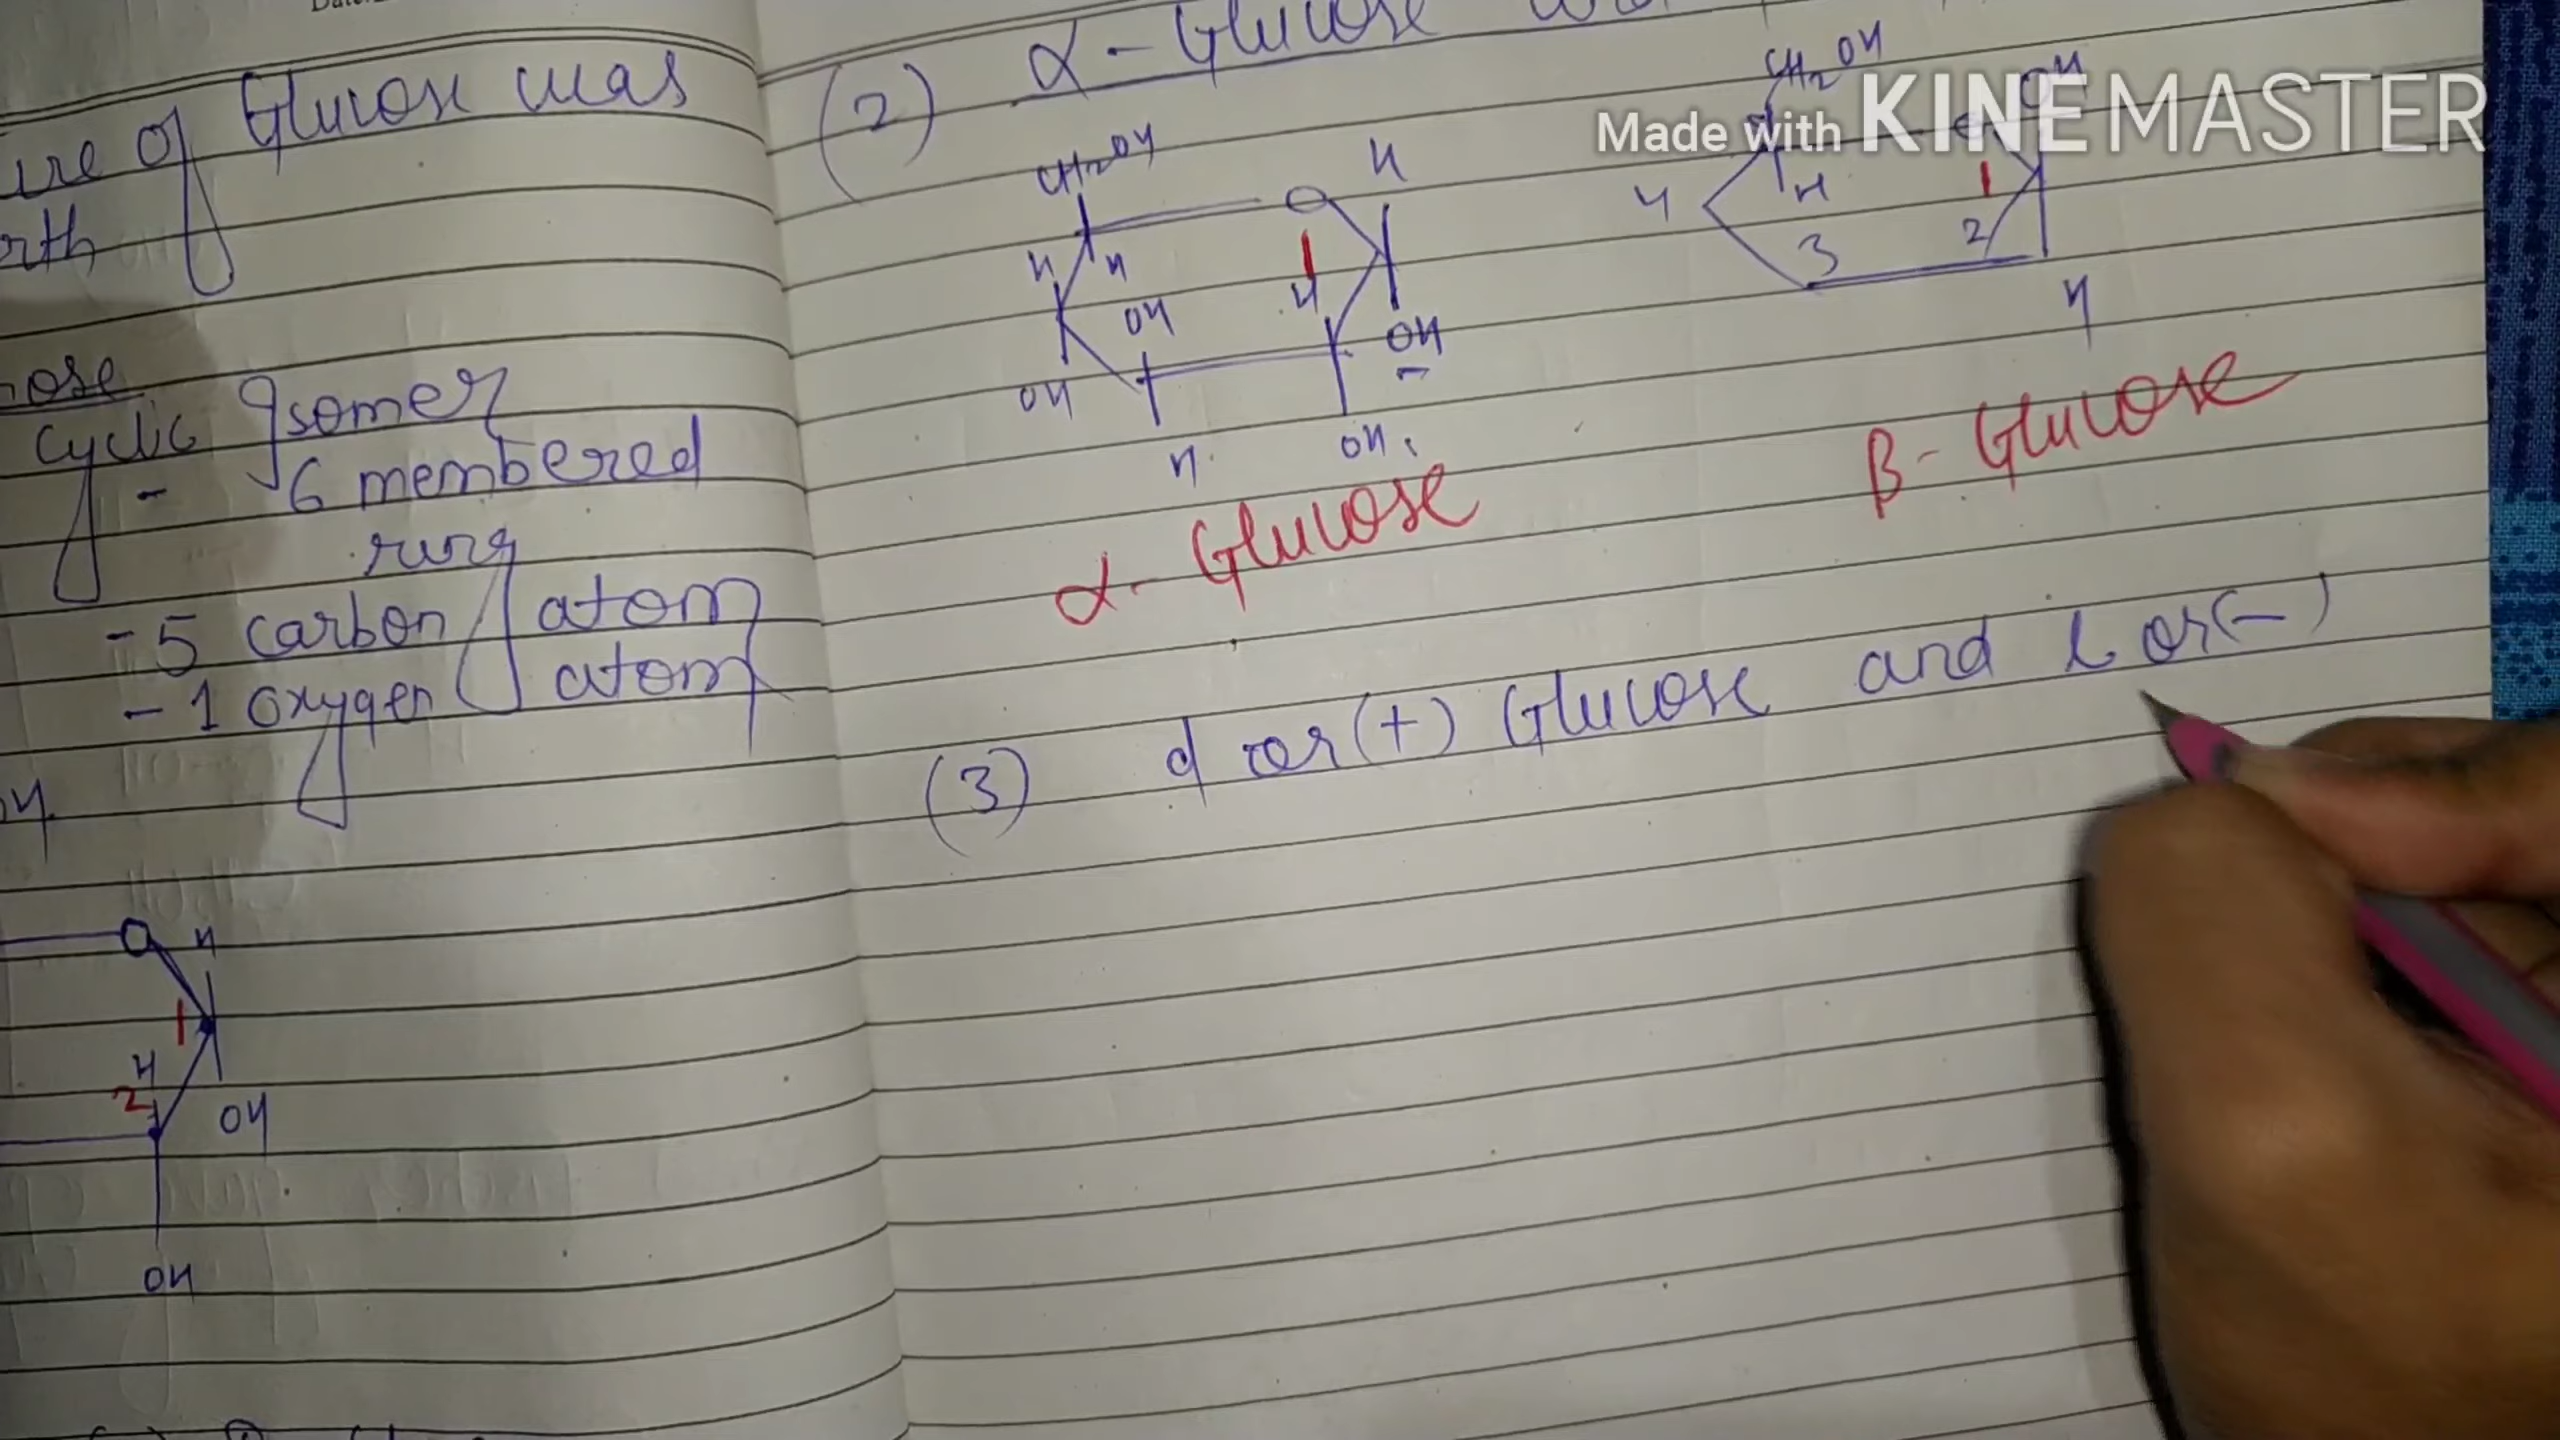 Made with KINEMASTER
ure of Glucose was
rth
ose
cyclic Isomer
- 6 membered
ring
- 5 carbon atom
- 1 oxygen atom
OH
O H
1
H
2
OH
OH
(2) α - Glucose
CH2OH
O H
1
H H
H
OH
OH
OH
H
OH
α - Glucose
CH2OH
OH
O
4 H 1
3 2
H
β - Glucose
(3) d or (+) Glucose and L or (-)